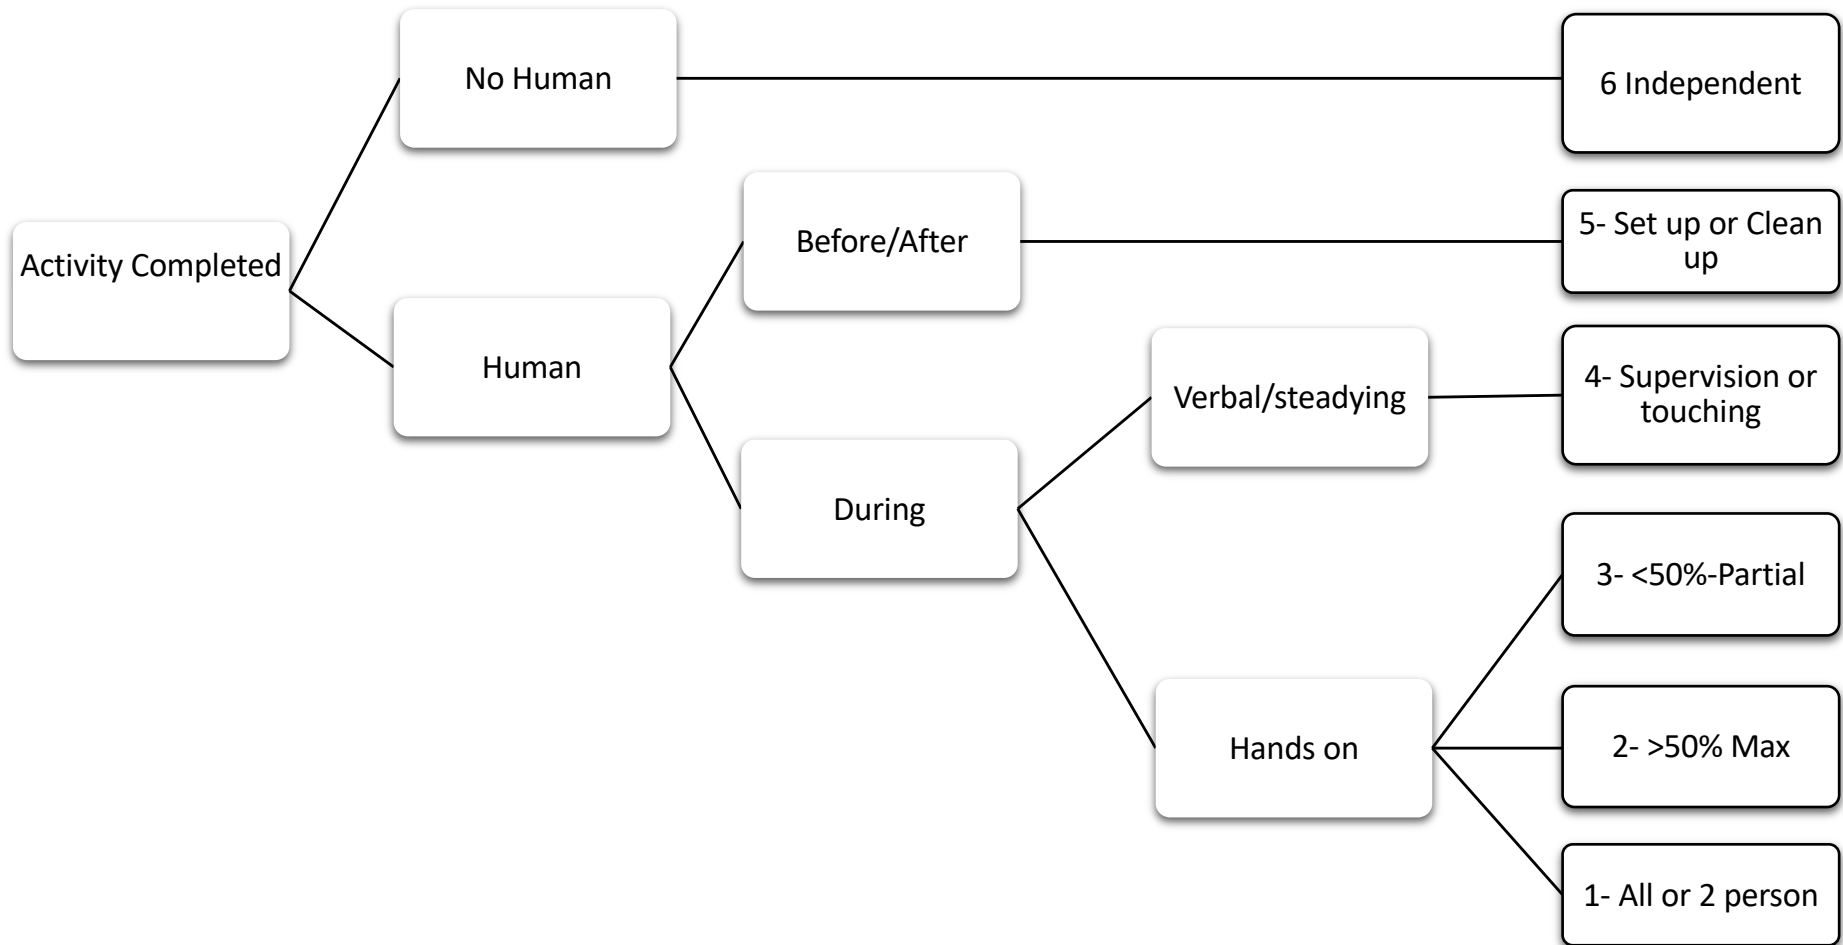 No Human
6 Independent
Activity Completed
Before/After
5- Set up or Clean
up
Human
Verbal/steadying
4- Supervision or
touching
During
3- <50%-Partial
Hands on
2- >50% Max
1- All or 2 person